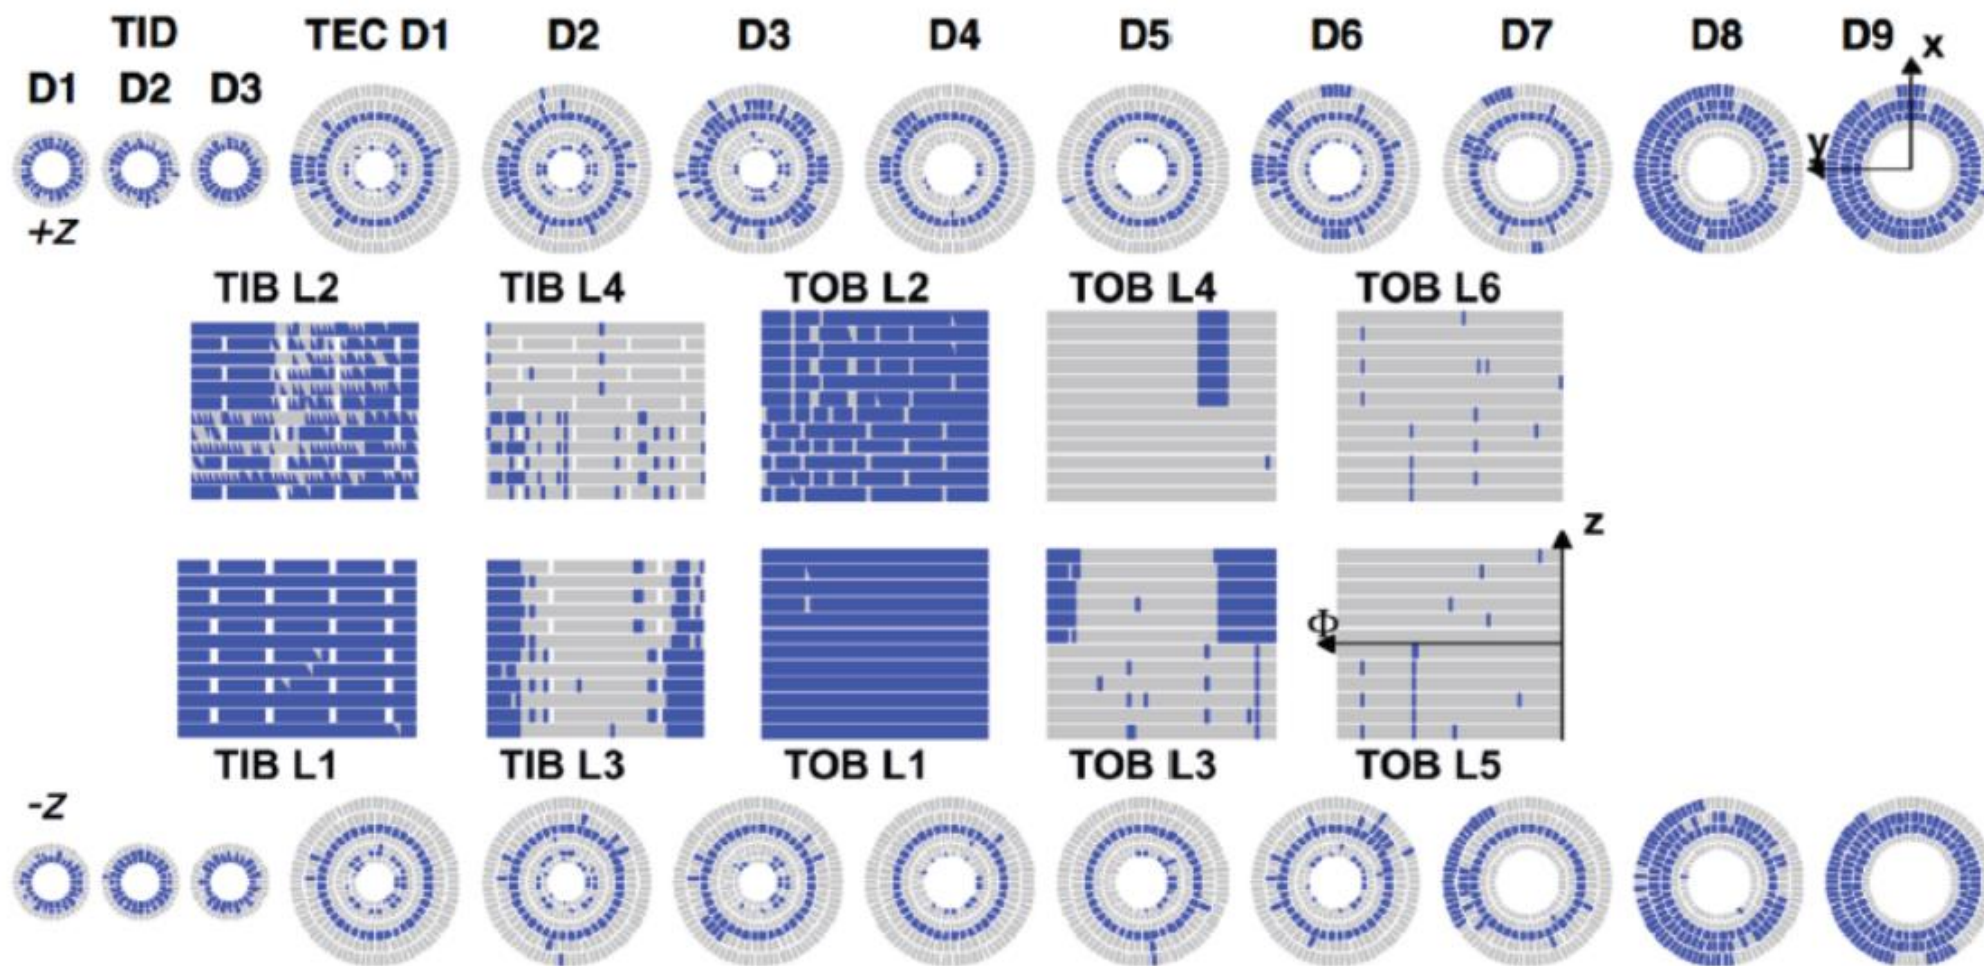 TID TEC D1 D2 D3 D4 D5 D6 D7 D8 D9 x
D1 D2 D3
y
+z
TIB L2 TIB L4 TOB L2 TOB L4 TOB L6
z
Φ
TIB L1 TIB L3 TOB L1 TOB L3 TOB L5
-z